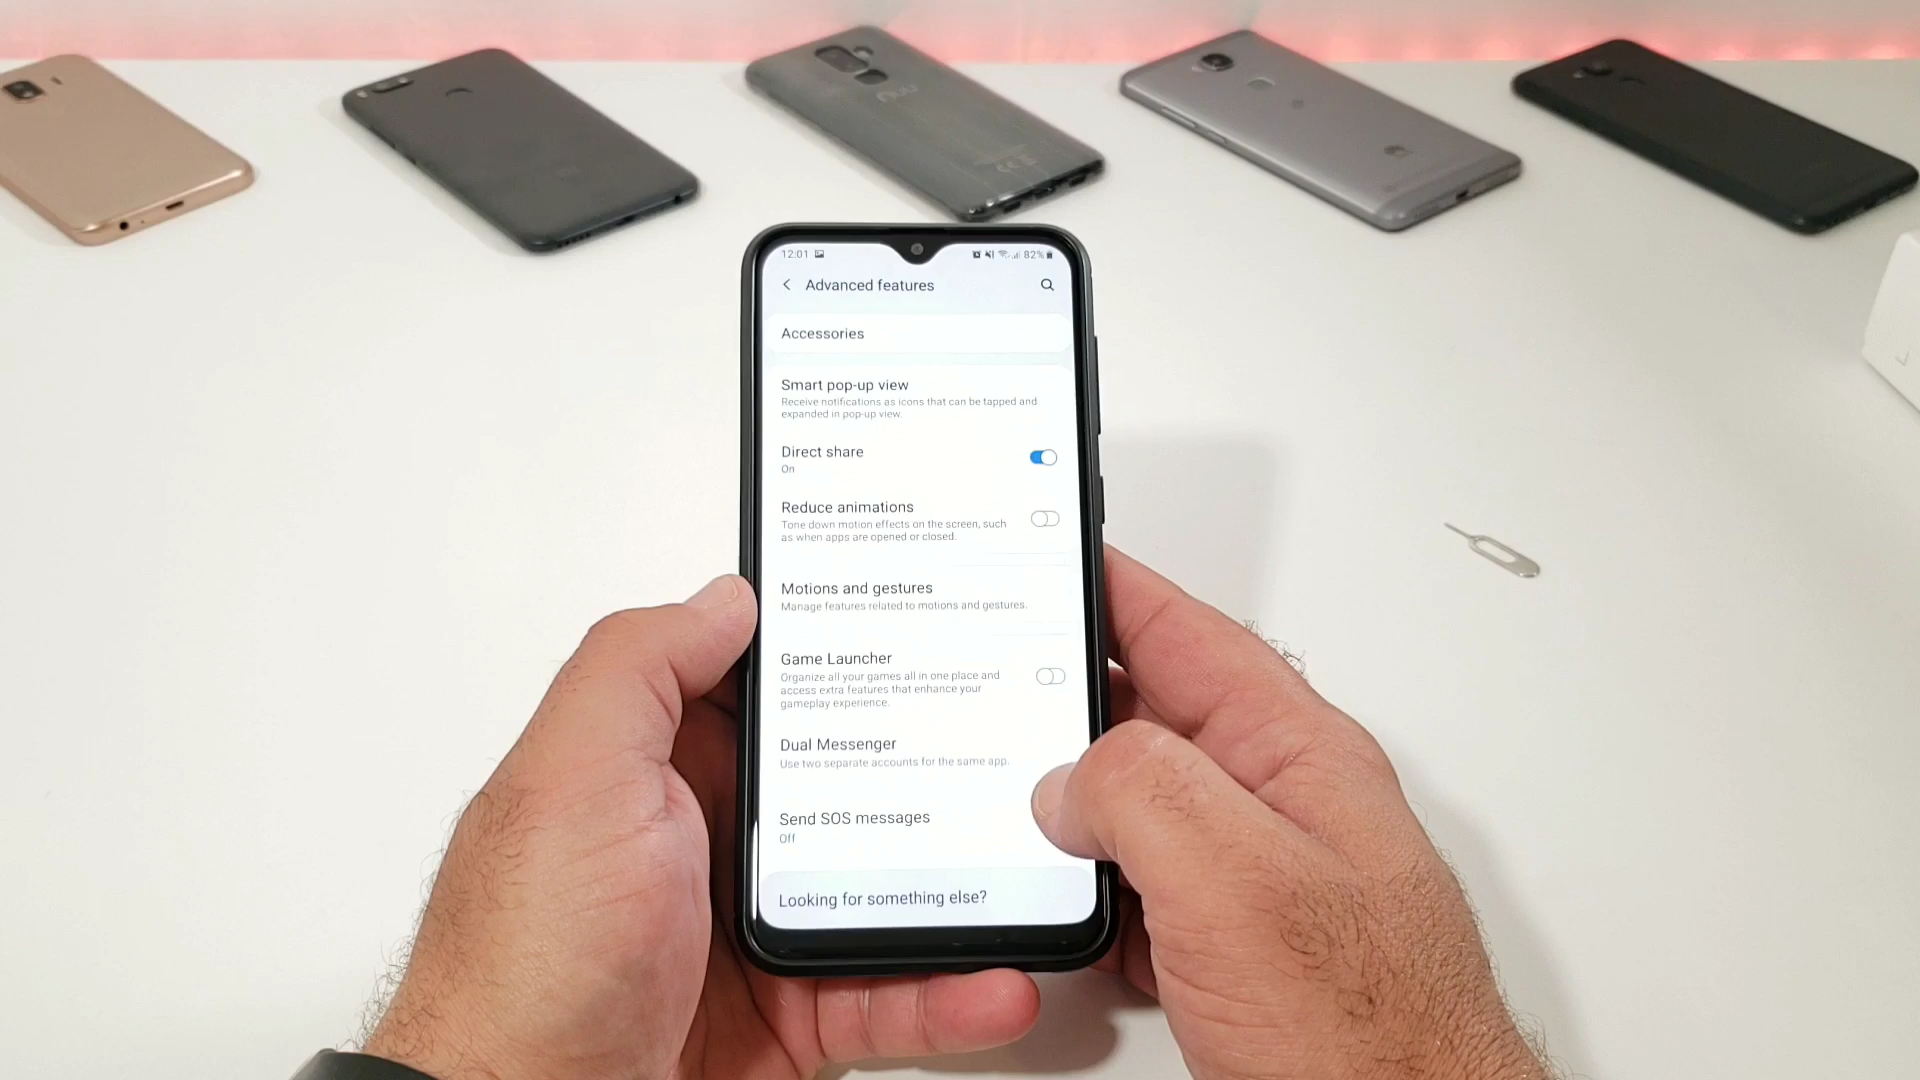 nuu
12:01
82%
Advanced features
Accessories
Smart pop-up view
Receive notifications as icons that can be tapped and
expanded in pop-up view.
Direct share
On
Reduce animations
Tone down motion effects on the screen, such
as when apps are opened or closed.
Motions and gestures
Manage features related to motions and gestures.
Game Launcher
Organize all your games all in one place and
access extra features that enhance your
gameplay experience.
Dual Messenger
Use two separate accounts for the same app.
Send SOS messages
Off
Looking for something else?